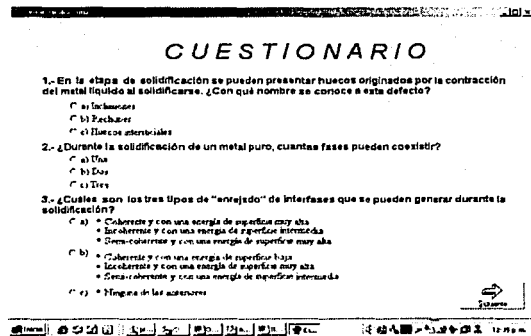 CUESTIONARIO
1.- En la etapa de solidificación se pueden presentar huecos originados por la contracción
del metal líquido al solidificarse. ¿Con qué nombre se conoce a este defecto?
a) Inclusiones
b) Rechupes
c) Huecos intersticiales
2.- ¿Durante la solidificación de un metal puro, cuantas fases pueden coexistir?
a) Una
b) Dos
c) Tres
3.- ¿Cuáles son los tres tipos de "enrejado" de interfases que se pueden generar durante la
solidificación?
a) • Coherente y con una energía de superficie muy alta
• Incoherente y con una energía de superficie intermedia
• Semi-coherente y con una energía de superficie muy alta
b) • Coherente y con una energía de superficie baja
• Incoherente y con una energía de superficie muy alta
• Semi-coherente y con una energía de superficie intermedia
c) • Ninguna de las anteriores
Siguiente